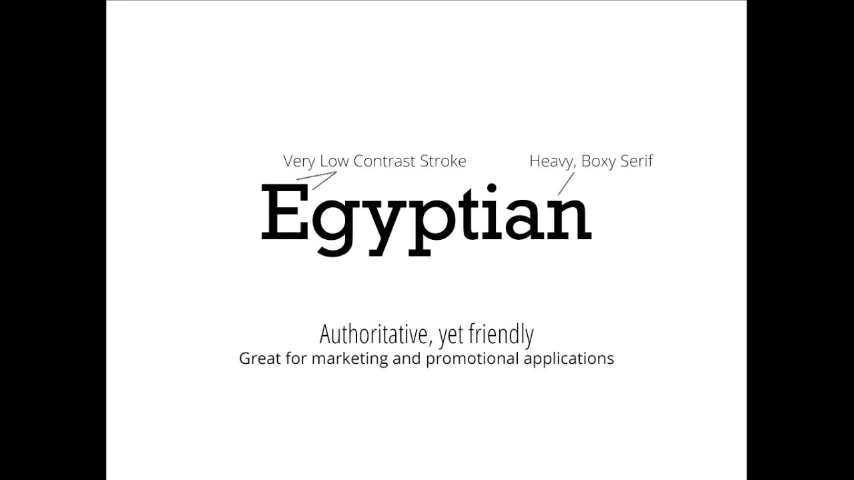 Very Low Contrast Stroke
Heavy, Boxy Serif
Egyptian
Authoritative, yet friendly
Great for marketing and promotional applications